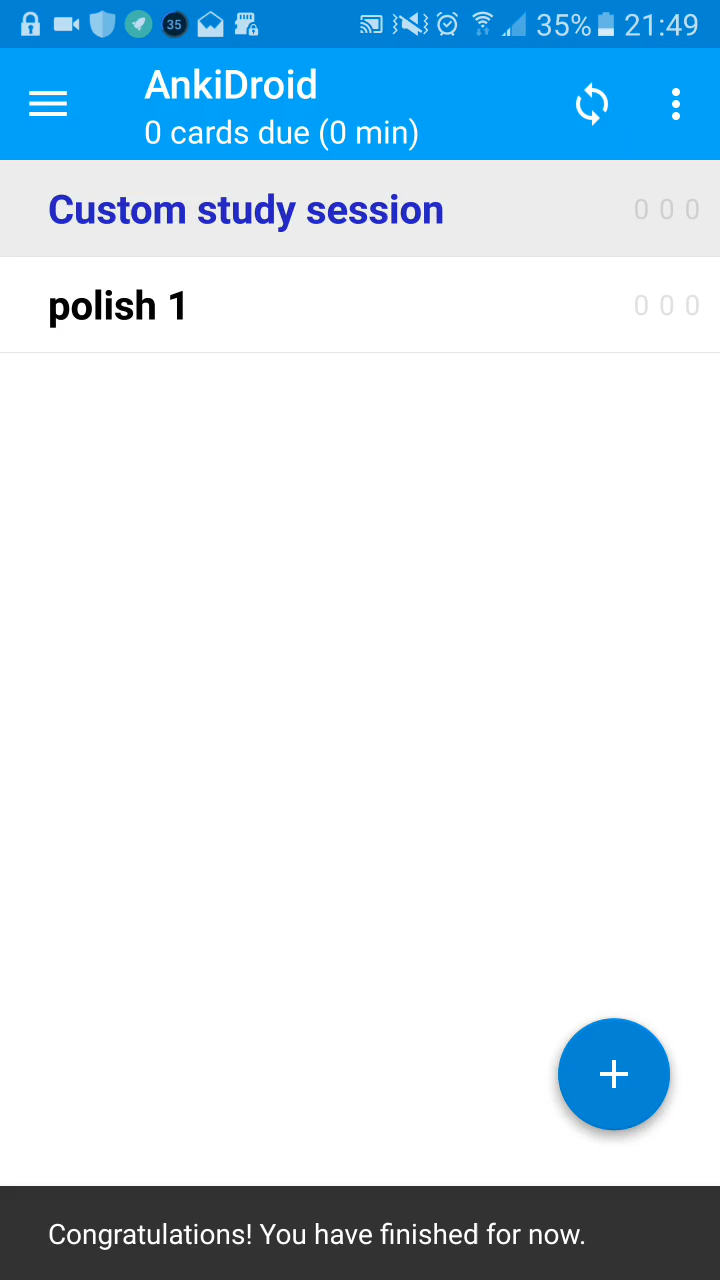 35 35% 21:49
AnkiDroid
0 cards due (0 min)
Custom study session 0 0 0
polish 1 0 0 0
Congratulations! You have finished for now.